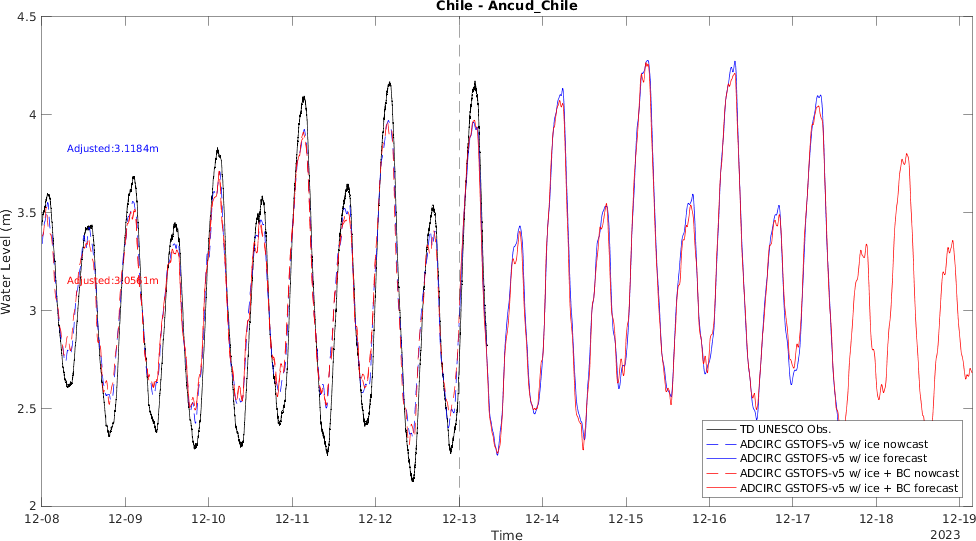 Chile - Ancud_Chile
4.5
4
3.5
3
2.5
2
Water Level (m)
Adjusted:3.1184m
Adjusted:3.0561m
TD UNESCO Obs.
ADCIRC GSTOFS-v5 w/ ice nowcast
ADCIRC GSTOFS-v5 w/ ice forecast
ADCIRC GSTOFS-v5 w/ ice + BC nowcast
ADCIRC GSTOFS-v5 w/ ice + BC forecast
12-08 12-09 12-10 12-11 12-12 12-13 12-14 12-15 12-16 12-17 12-18 12-19
Time
2023